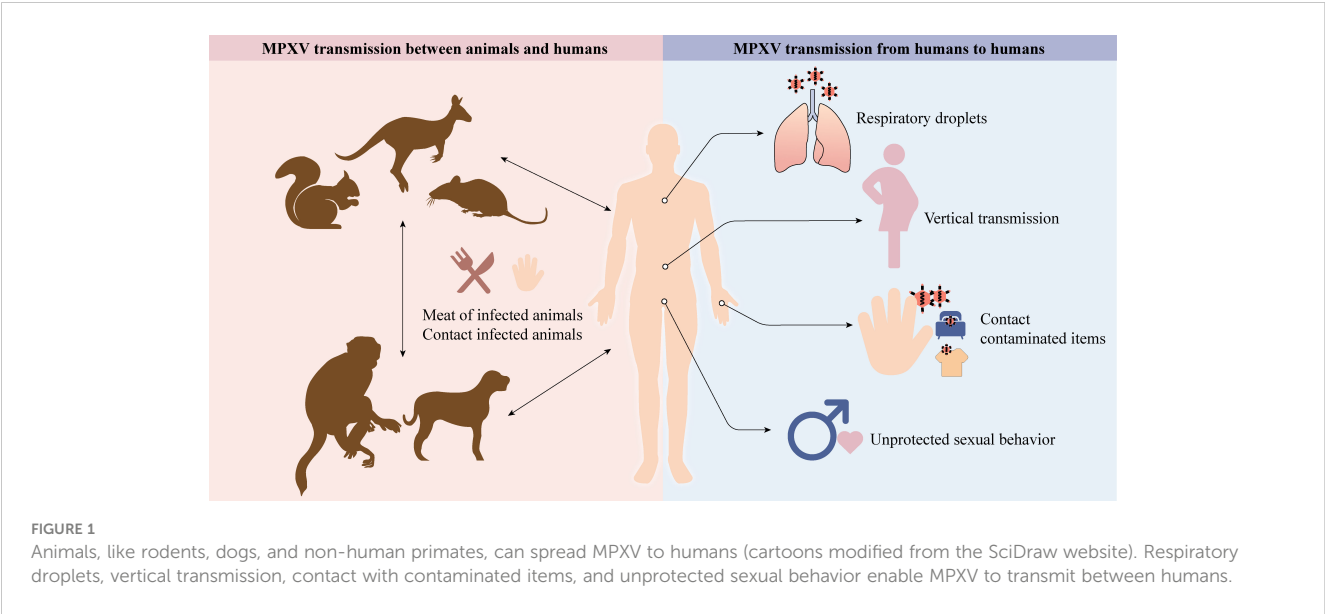 MPXV transmission between animals and humans
MPXV transmission from humans to humans
Respiratory droplets
Vertical transmission
Meat of infected animals
Contact infected animals
Contact
contaminated items
Unprotected sexual behavior
FIGURE 1
Animals, like rodents, dogs, and non-human primates, can spread MPXV to humans (cartoons modified from the SciDraw website). Respiratory
droplets, vertical transmission, contact with contaminated items, and unprotected sexual behavior enable MPXV to transmit between humans.